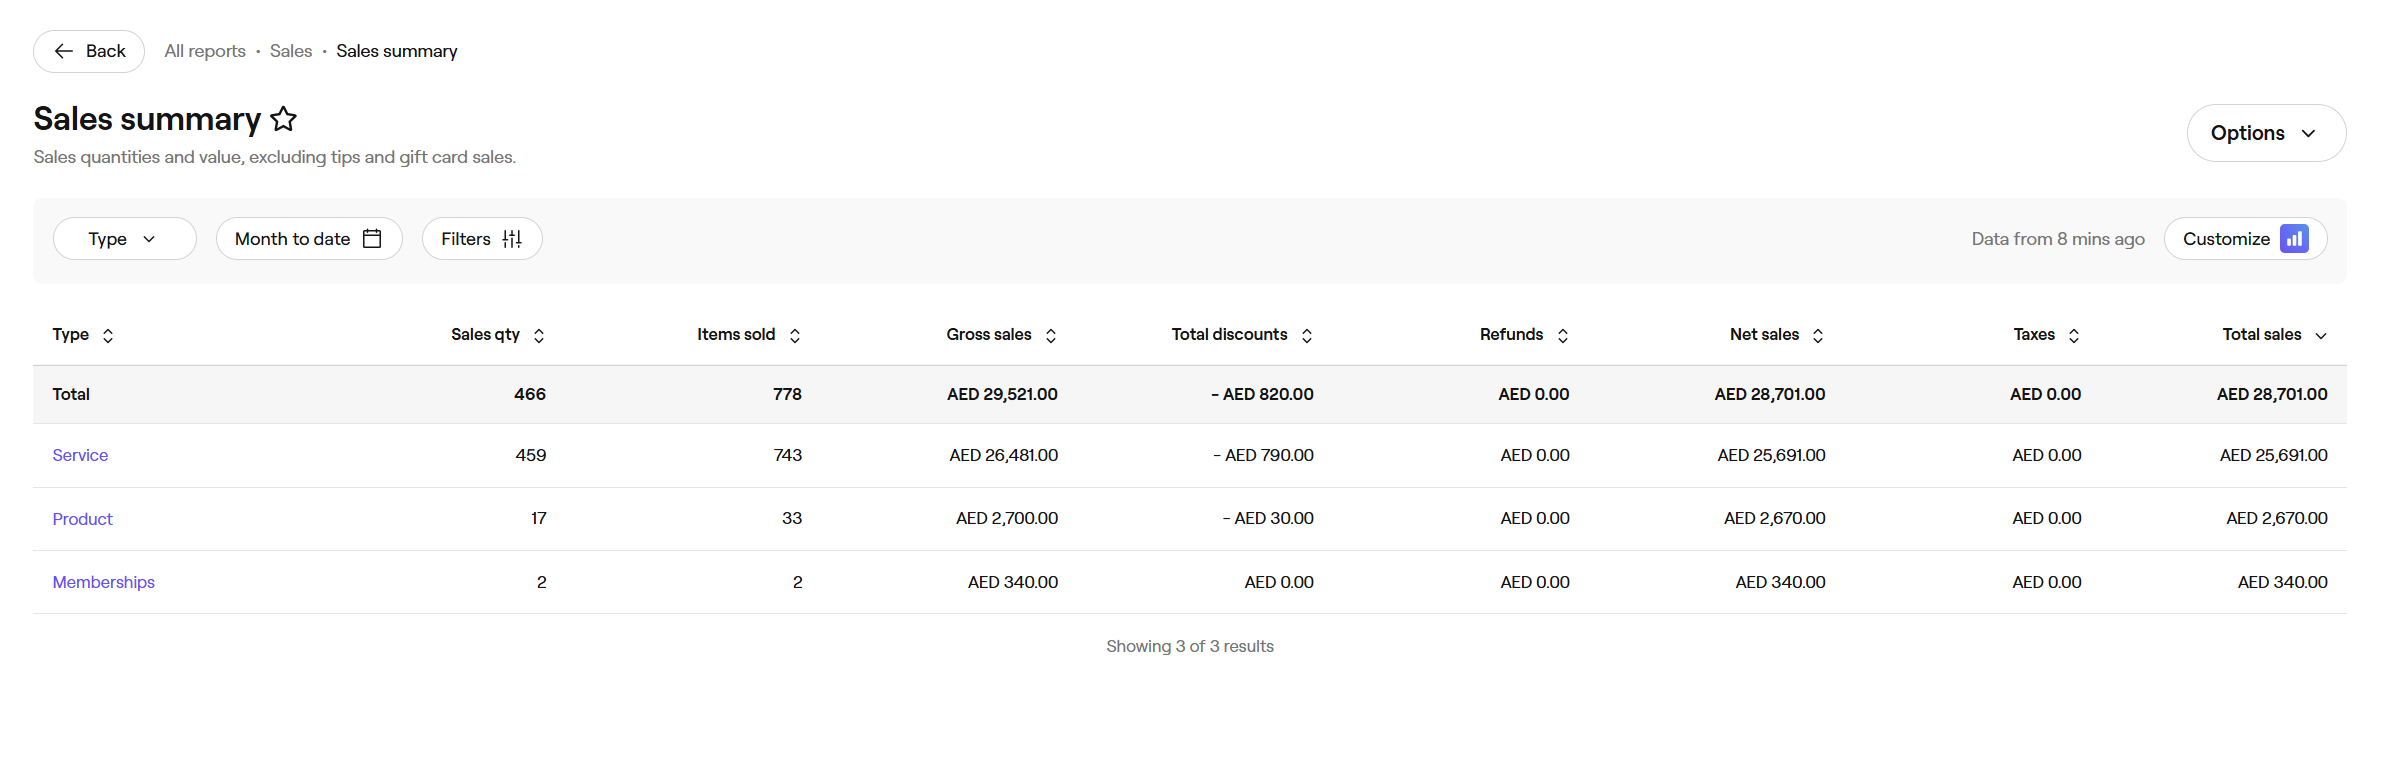 Back All reports • Sales • Sales summary
Sales summary
Options
Sales quantities and value, excluding tips and gift card sales.
Type Month to date Filters Data from 8 mins ago Customize
Type Sales qty Items sold Gross sales Total discounts Refunds Net sales Taxes Total sales
Total 466 778 AED 29,521.00 - AED 820.00 AED 0.00 AED 28,701.00 AED 0.00 AED 28,701.00
Service 459 743 AED 26,481.00 - AED 790.00 AED 0.00 AED 25,691.00 AED 0.00 AED 25,691.00
Product 17 33 AED 2,700.00 - AED 30.00 AED 0.00 AED 2,670.00 AED 0.00 AED 2,670.00
Memberships 2 2 AED 340.00 AED 0.00 AED 0.00 AED 340.00 AED 0.00 AED 340.00
Showing 3 of 3 results